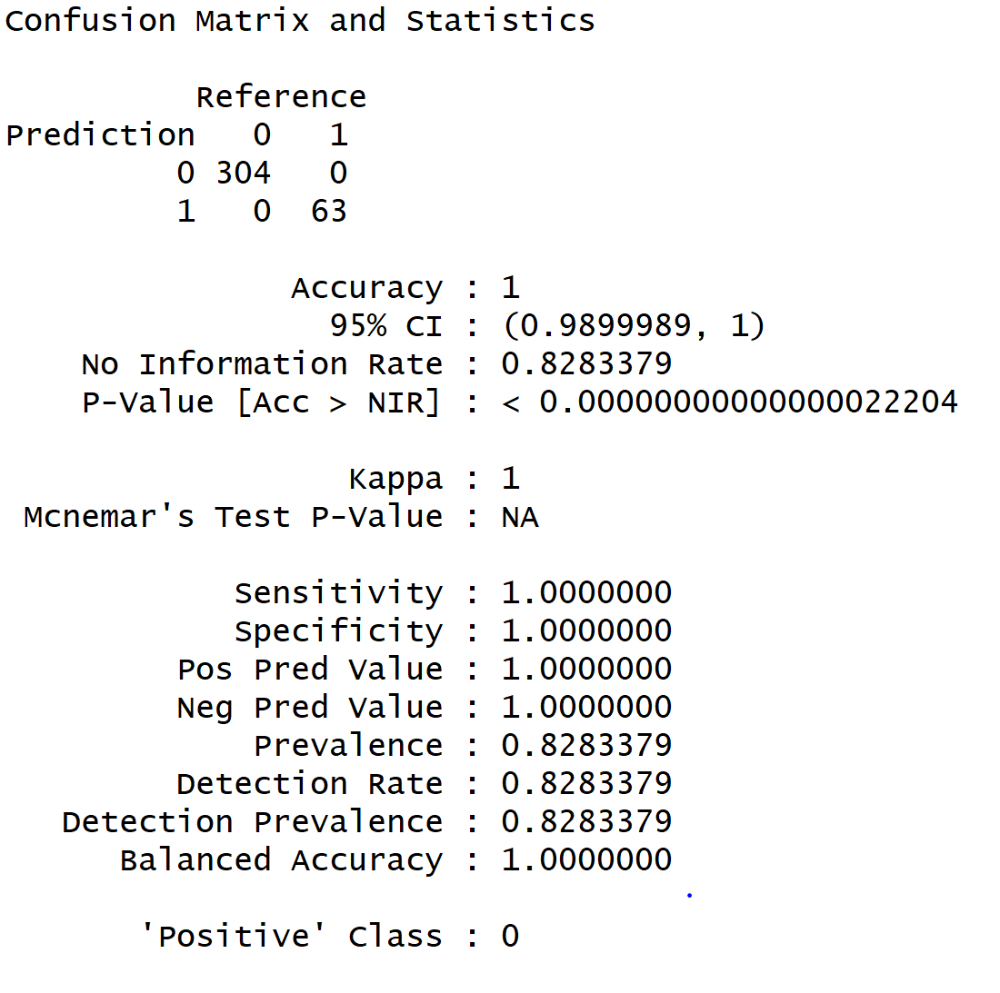 Confusion Matrix and Statistics
Reference
Prediction 0 1
0 304 0
1 0 63
Accuracy : 1
95% CI : (0.9899989, 1)
No Information Rate : 0.8283379
P-Value [Acc > NIR] : < 0.00000000000000022204
Kappa : 1
Mcnemar's Test P-Value : NA
Sensitivity : 1.0000000
Specificity : 1.0000000
Pos Pred Value : 1.0000000
Neg Pred Value : 1.0000000
Prevalence : 0.8283379
Detection Rate : 0.8283379
Detection Prevalence : 0.8283379
Balanced Accuracy : 1.0000000
'Positive' Class : 0